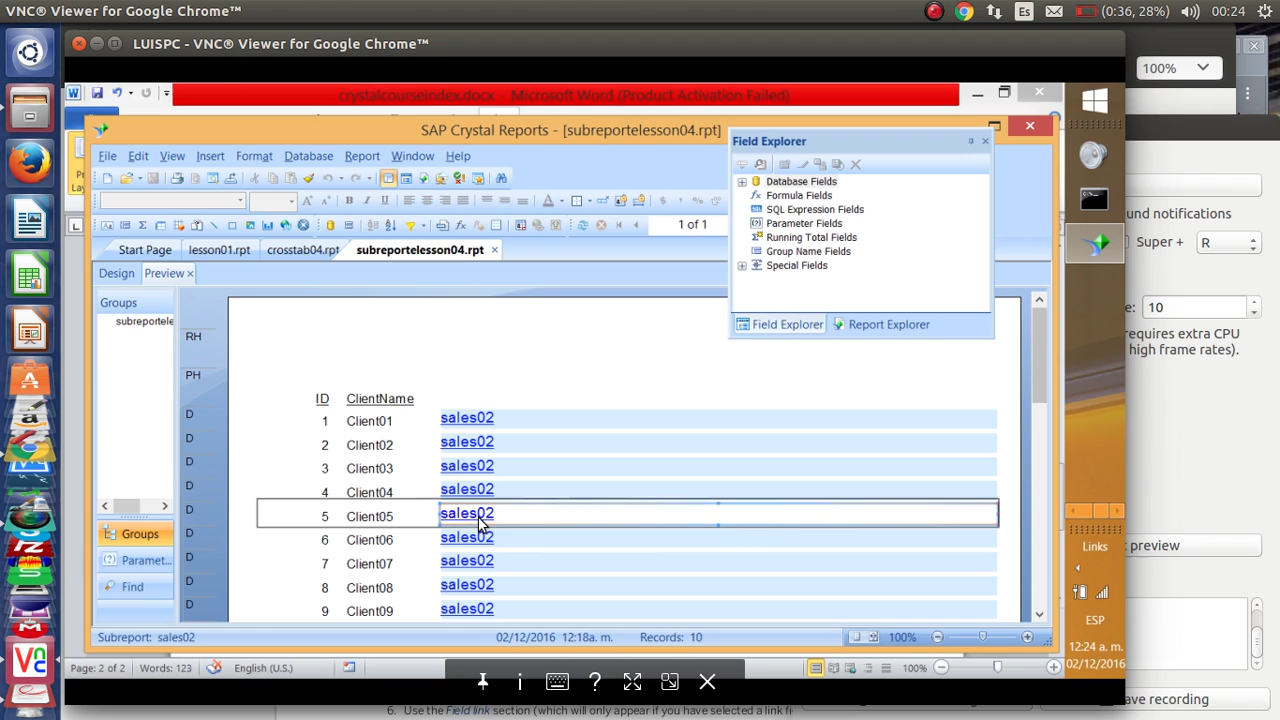 VNC® Viewer for Google Chrome™
Es
(0:36, 28%)
00:24
LUISPC - VNC® Viewer for Google Chrome™
100%
crystalcourseindex.docx - Microsoft Word (Product Activation Failed)
SAP Crystal Reports - [subreportelesson04.rpt]
File Edit View Insert Format Database Report Window Help
1 of 1
Start Page lesson01.rpt crosstab04.rpt subreportelesson04.rpt
Design Preview
Groups
subreportele
Groups
Paramet...
Find
RH
PH
D
D
D
D
D
D
D
D
D
ID ClientName
1 Client01 sales02
2 Client02 sales02
3 Client03 sales02
4 Client04 sales02
5 Client05 sales02
6 Client06 sales02
7 Client07 sales02
8 Client08 sales02
9 Client09 sales02
Field Explorer
Database Fields
Formula Fields
SQL Expression Fields
Parameter Fields
Running Total Fields
Group Name Fields
Special Fields
Field Explorer Report Explorer
Subreport: sales02 02/12/2016 12:18a. m. Records: 10 100%
Page: 2 of 2 Words: 123 English (U.S.) 100%
Links
ESP
12:24 a.m.
02/12/2016
und notifications
Super + R
e: 10
requires extra CPU
high frame rates).
preview
ave recording
6. Use the Field link section (which will only appear if you have selected a link fi